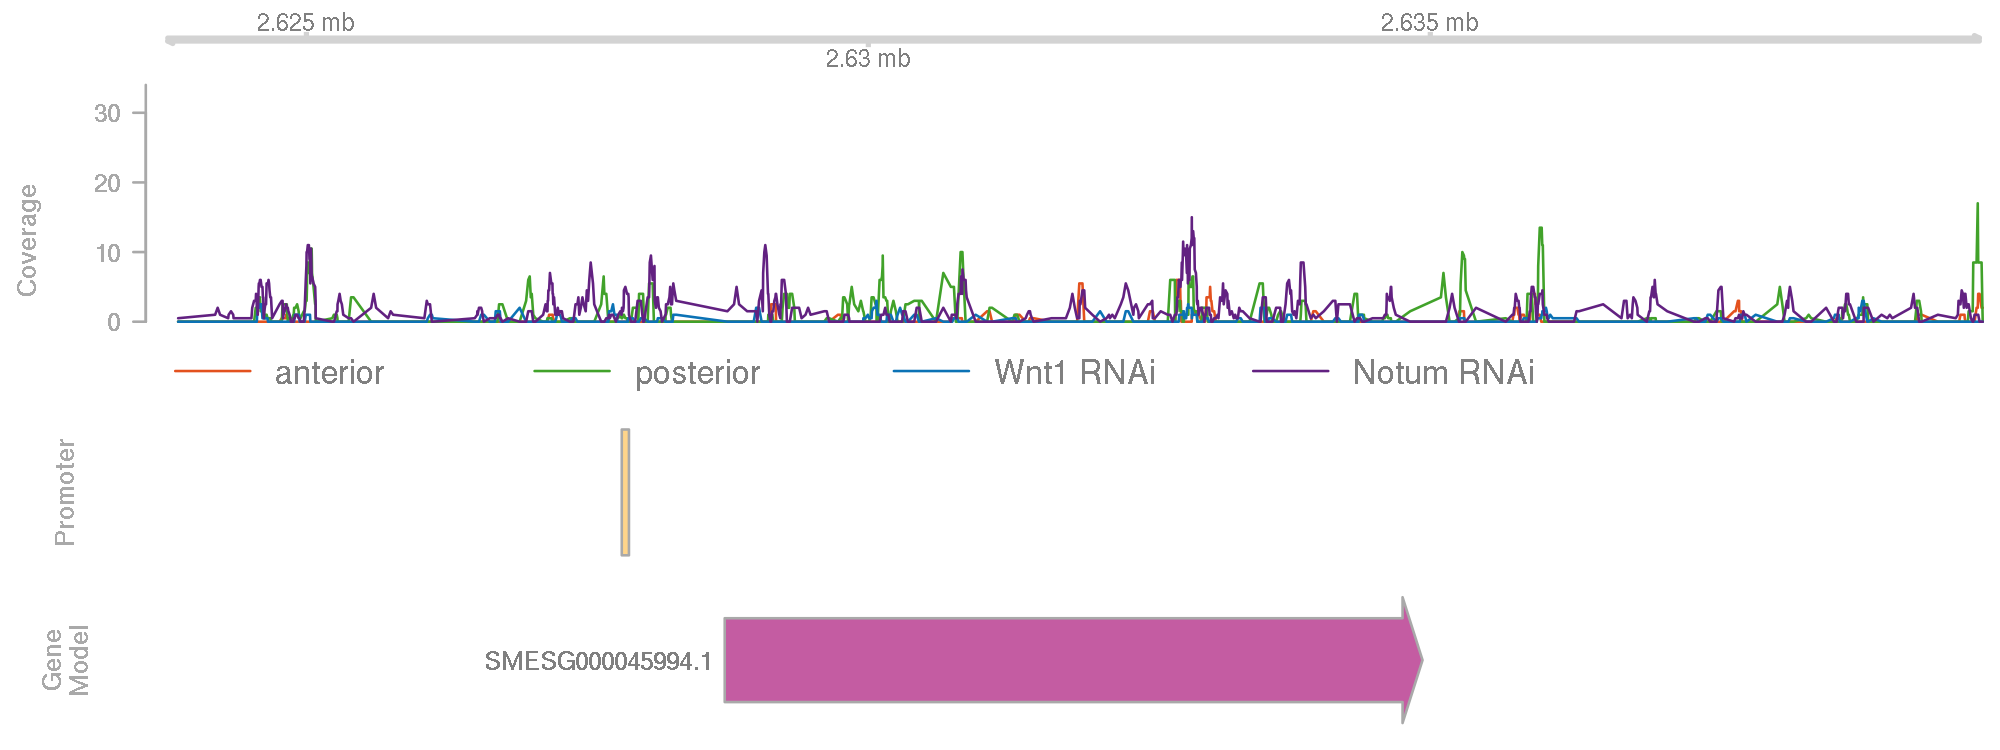 2.625 mb
2.635 mb
2.63 mb
Coverage
30
20
10
0
anterior
posterior
Wnt1 RNAi
Notum RNAi
Promoter
Gene
Model
SMESG000045994.1